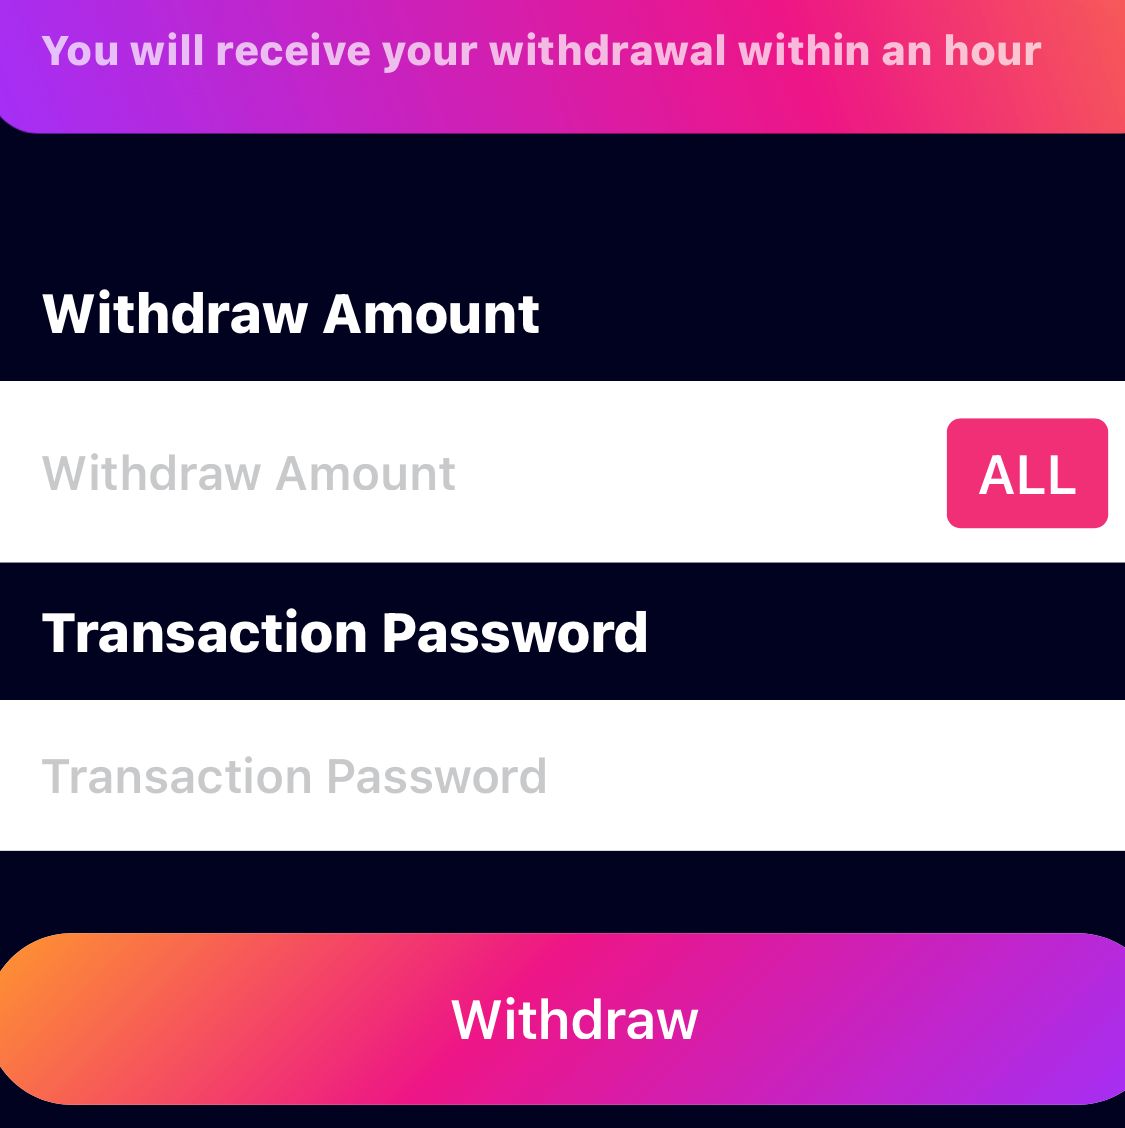 You will receive your withdrawal within an hour
Withdraw Amount
Withdraw Amount
ALL
Transaction Password
Transaction Password
Withdraw